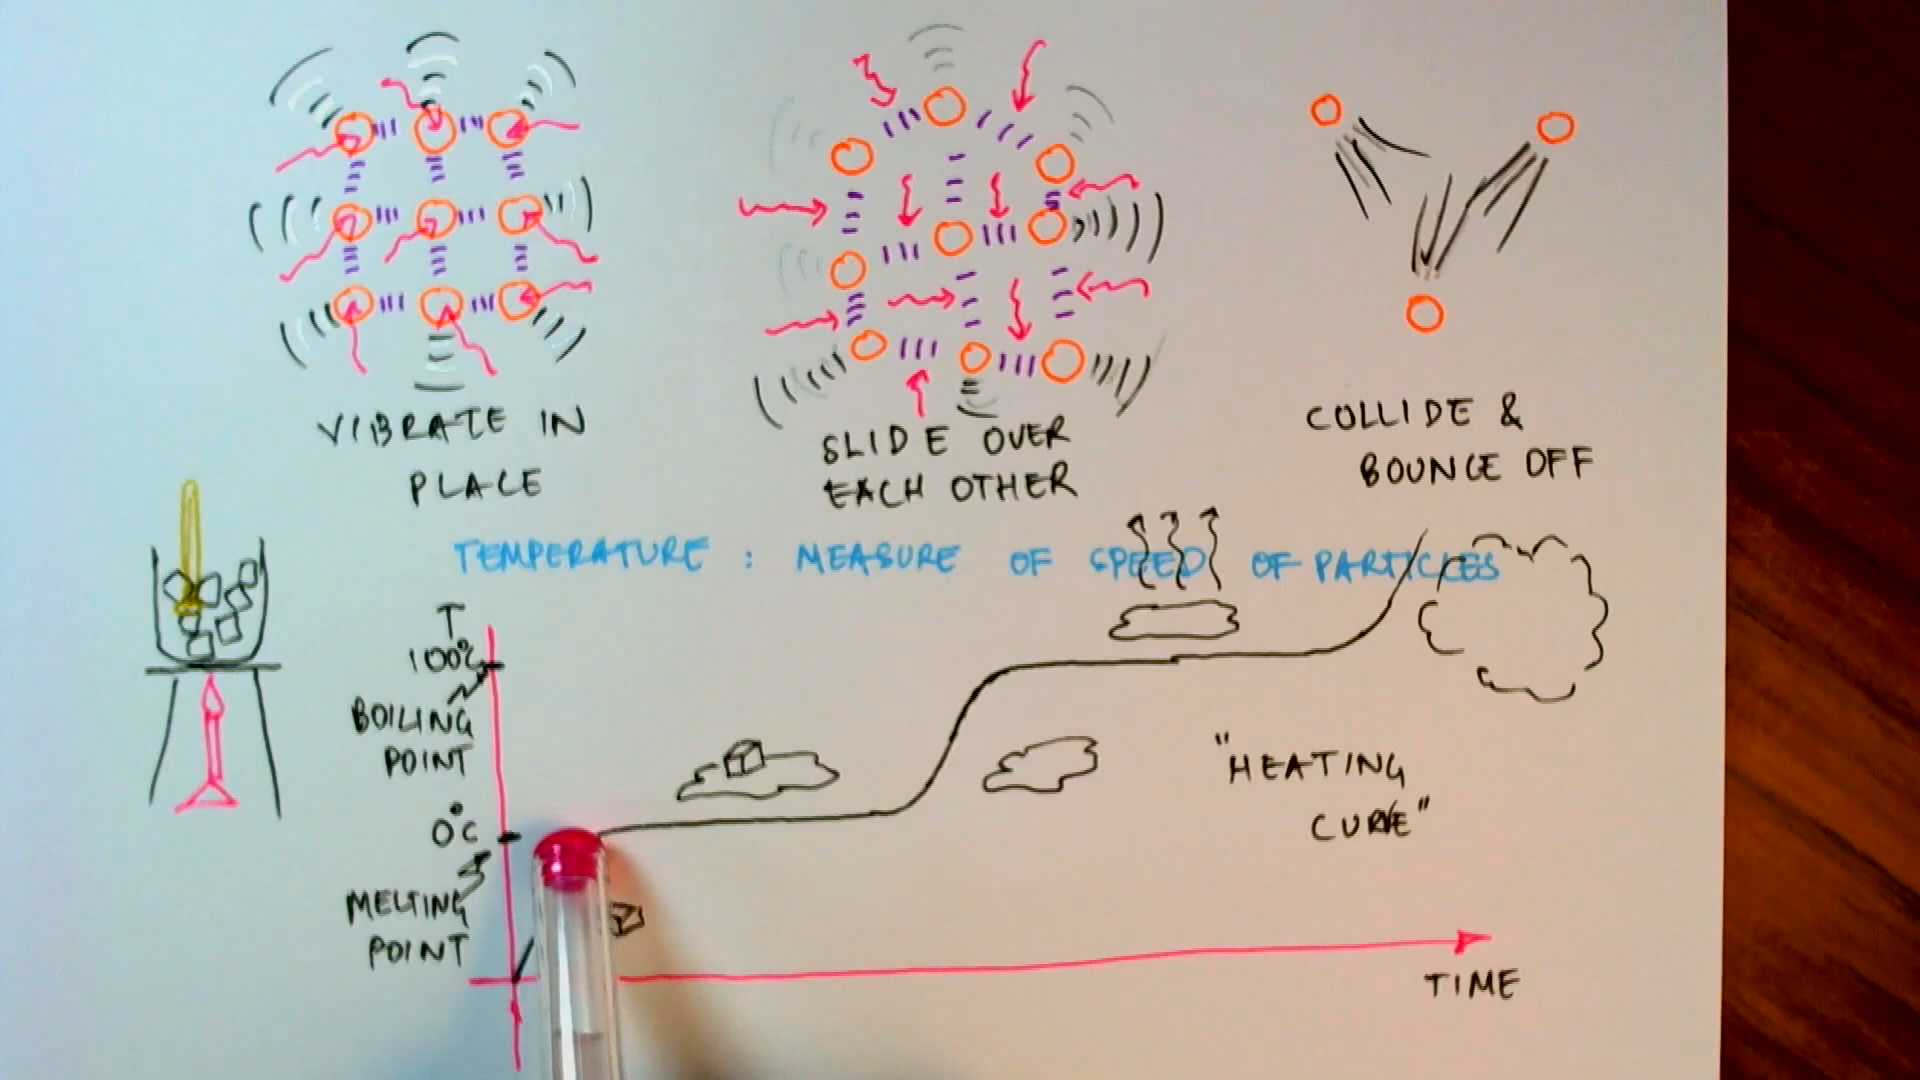 VIBRATE IN
PLACE
SLIDE OVER
EACH OTHER
COLLIDE &
BOUNCE OFF
TEMPERATURE : MEASURE OF SPEED OF PARTICLES
T
100°C
BOILING
POINT
0°C
MELTING
POINT
"HEATING
CURVE"
TIME